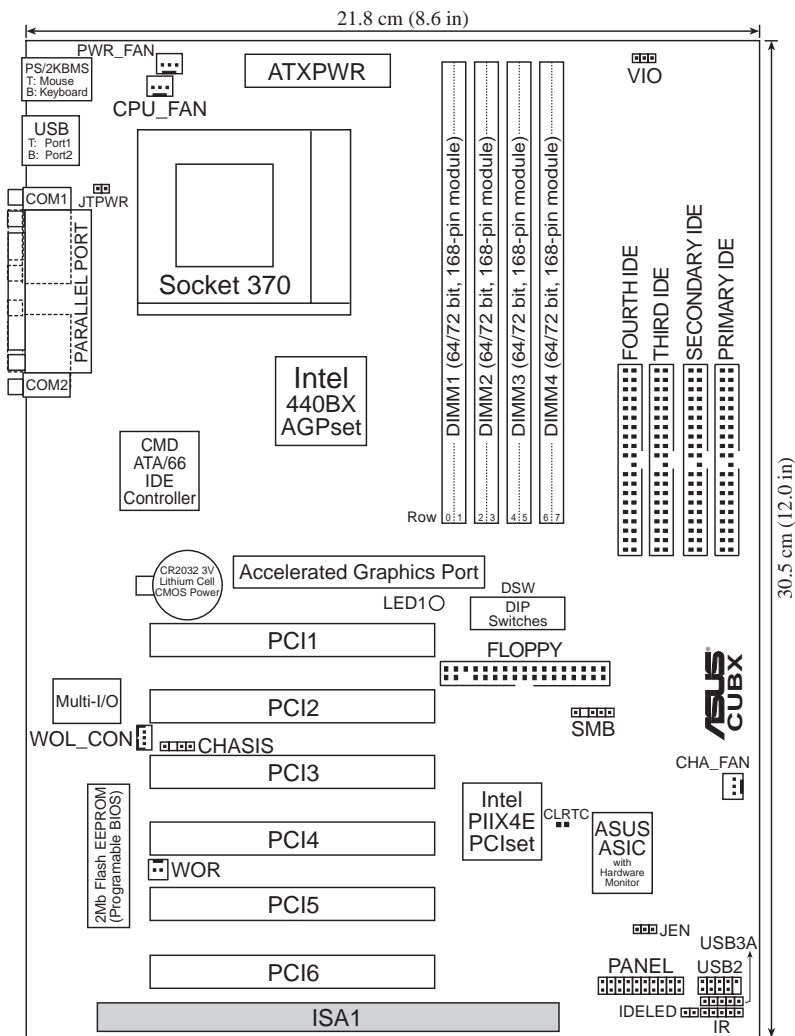 21.8 cm (8.6 in)
PWR_FAN
PS/2KBMS
T: Mouse
B: Keyboard
CPU_FAN
ATXPWR
VIO
USB
T: Port1
B: Port2
COM1
JTPWR
PARALLEL PORT
COM2
Socket 370
DIMM1 (64/72 bit, 168-pin module)
DIMM2 (64/72 bit, 168-pin module)
DIMM3 (64/72 bit, 168-pin module)
DIMM4 (64/72 bit, 168-pin module)
FOURTH IDE
THIRD IDE
SECONDARY IDE
PRIMARY IDE
30.5 cm (12.0 in)
Intel
440BX
AGPset
CMD
ATA/66
IDE
Controller
Row 0 1 2 3 4 5 6 7
CR2032 3V
Lithium Cell
CMOS Power
Accelerated Graphics Port
LED1
DSW
DIP
Switches
PCI1
FLOPPY
Multi-I/O
PCI2
SMB
ASUS
CUBX
WOL_CON
CHASIS
PCI3
CHA_FAN
2Mb Flash EEPROM
(Programable BIOS)
Intel
PIIX4E
PCIset
CLRTC
ASUS
ASIC
with
Hardware
Monitor
PCI4
WOR
PCI5
JEN
USB3A
PCI6
PANEL
USB2
IDELED
IR
ISA1